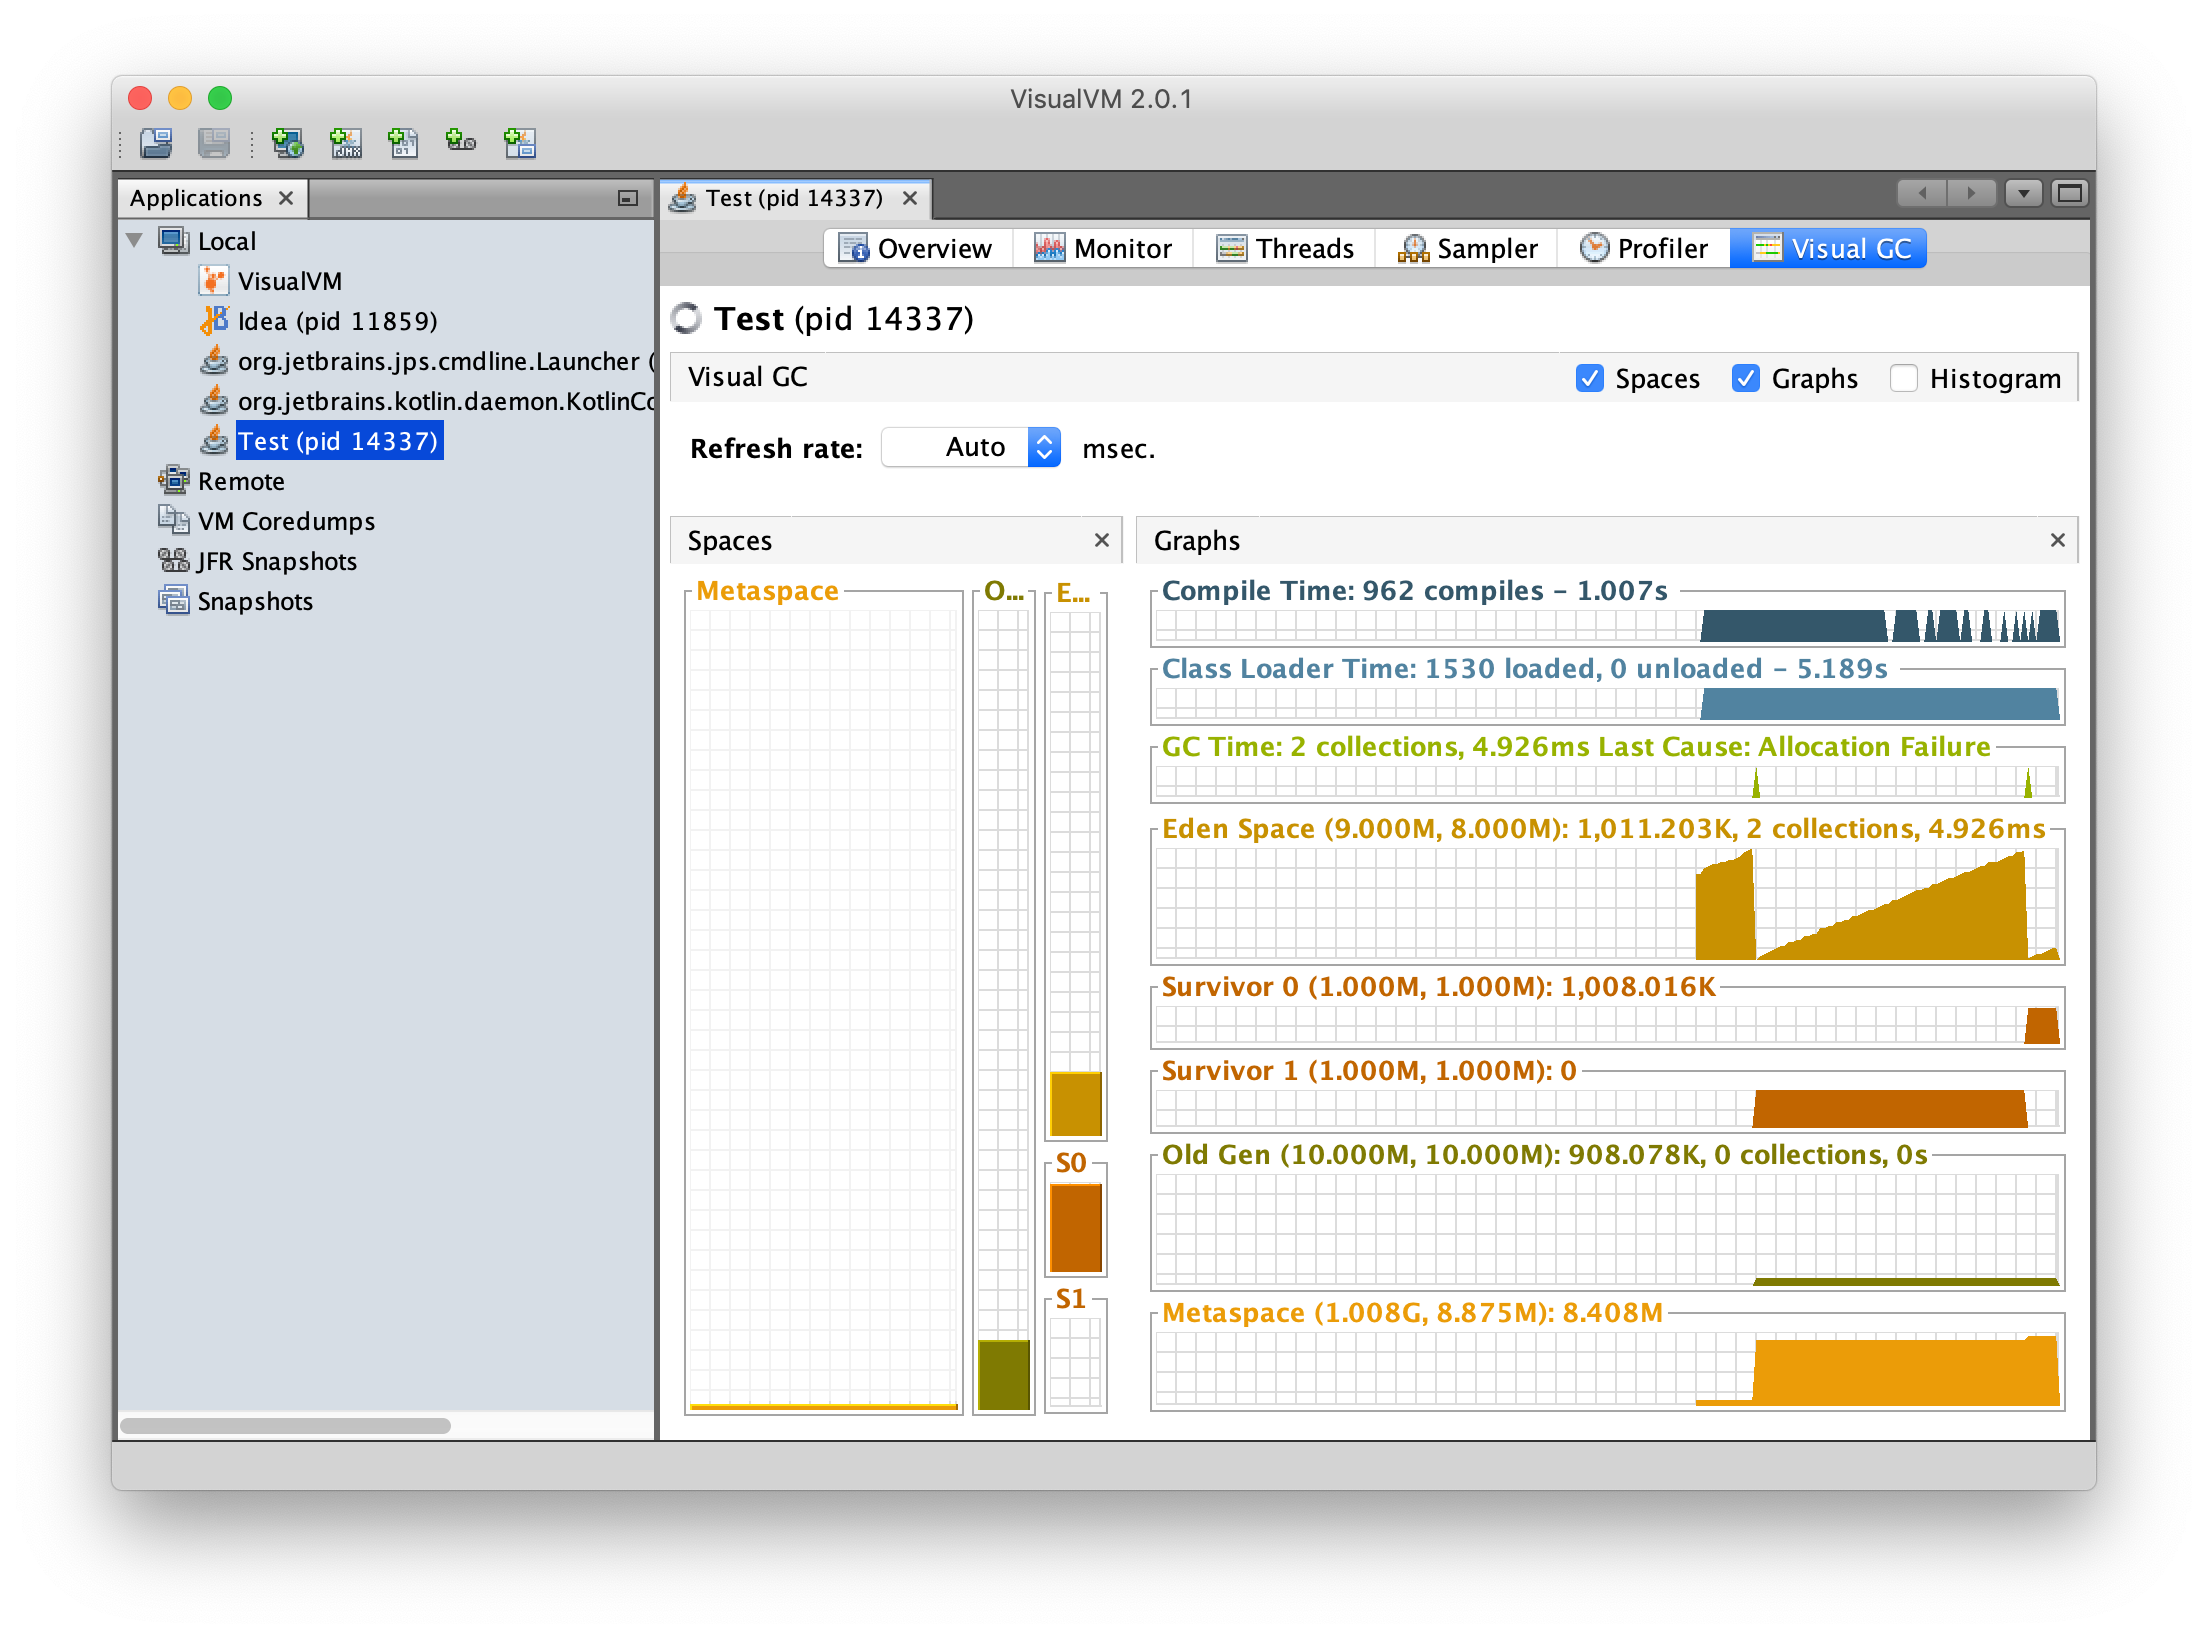 VisualVM 2.0.1
Applications
Test (pid 14337)
Local
VisualVM
Idea (pid 11859)
org.jetbrains.jps.cmdline.Launcher (
org.jetbrains.kotlin.daemon.KotlinCo
Test (pid 14337)
Remote
VM Coredumps
JFR Snapshots
Snapshots
Overview
Monitor
Threads
Sampler
Profiler
Visual GC
Test (pid 14337)
Visual GC
Spaces
Graphs
Histogram
Refresh rate: Auto msec.
Spaces
Metaspace
O...
E...
S0
S1
Graphs
Compile Time: 962 compiles - 1.007s
Class Loader Time: 1530 loaded, 0 unloaded - 5.189s
GC Time: 2 collections, 4.926ms Last Cause: Allocation Failure
Eden Space (9.000M, 8.000M): 1,011.203K, 2 collections, 4.926ms
Survivor 0 (1.000M, 1.000M): 1,008.016K
Survivor 1 (1.000M, 1.000M): 0
Old Gen (10.000M, 10.000M): 908.078K, 0 collections, 0s
Metaspace (1.008G, 8.875M): 8.408M